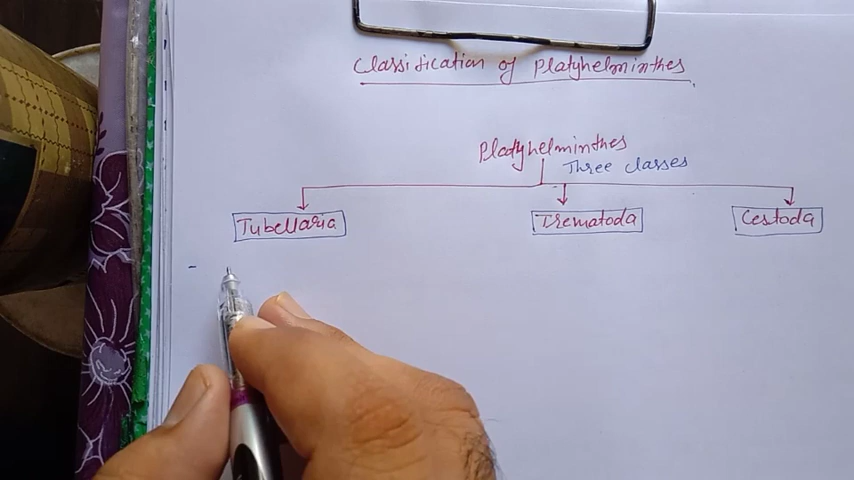 Classification of Platyhelminthes
Platyhelminthes
Three classes
Tubellaria
Trematoda
Cestoda
-